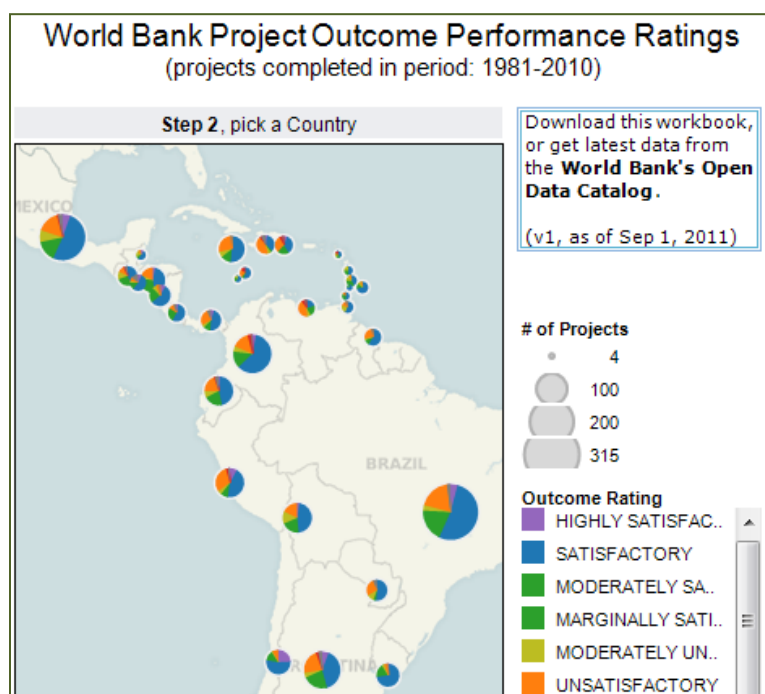 World Bank Project Outcome Performance Ratings
(projects completed in period: 1981-2010)
Step 2, pick a Country
Download this workbook,
or get latest data from
the World Bank's Open
Data Catalog.
(v1, as of Sep 1, 2011)
MEXICO
BRAZIL
# of Projects
4
100
200
315
Outcome Rating
HIGHLY SATISFAC..
SATISFACTORY
MODERATELY SA..
MARGINALLY SATI..
MODERATELY UN..
UNSATISFACTORY